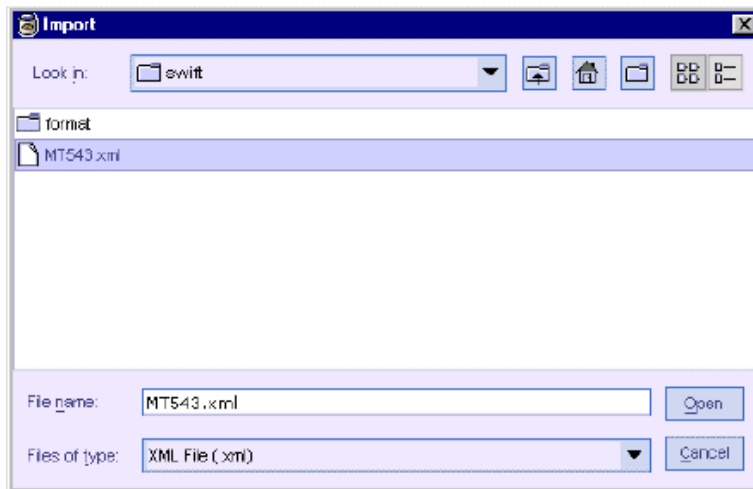 Import
Look in: swift
format
MT543.xml
File name: MT543.xml Open
Files of type: XML File (.xml) Cancel